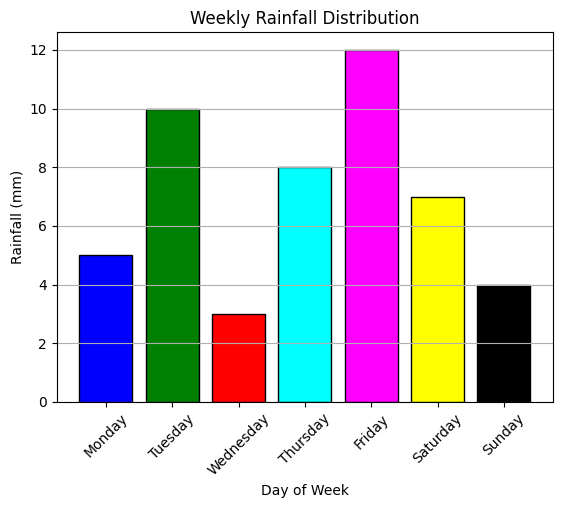 Weekly Rainfall Distribution
Rainfall (mm)
12
10
8
6
4
2
0
Monday
Tuesday
Wednesday
Thursday
Friday
Saturday
Sunday
Day of Week